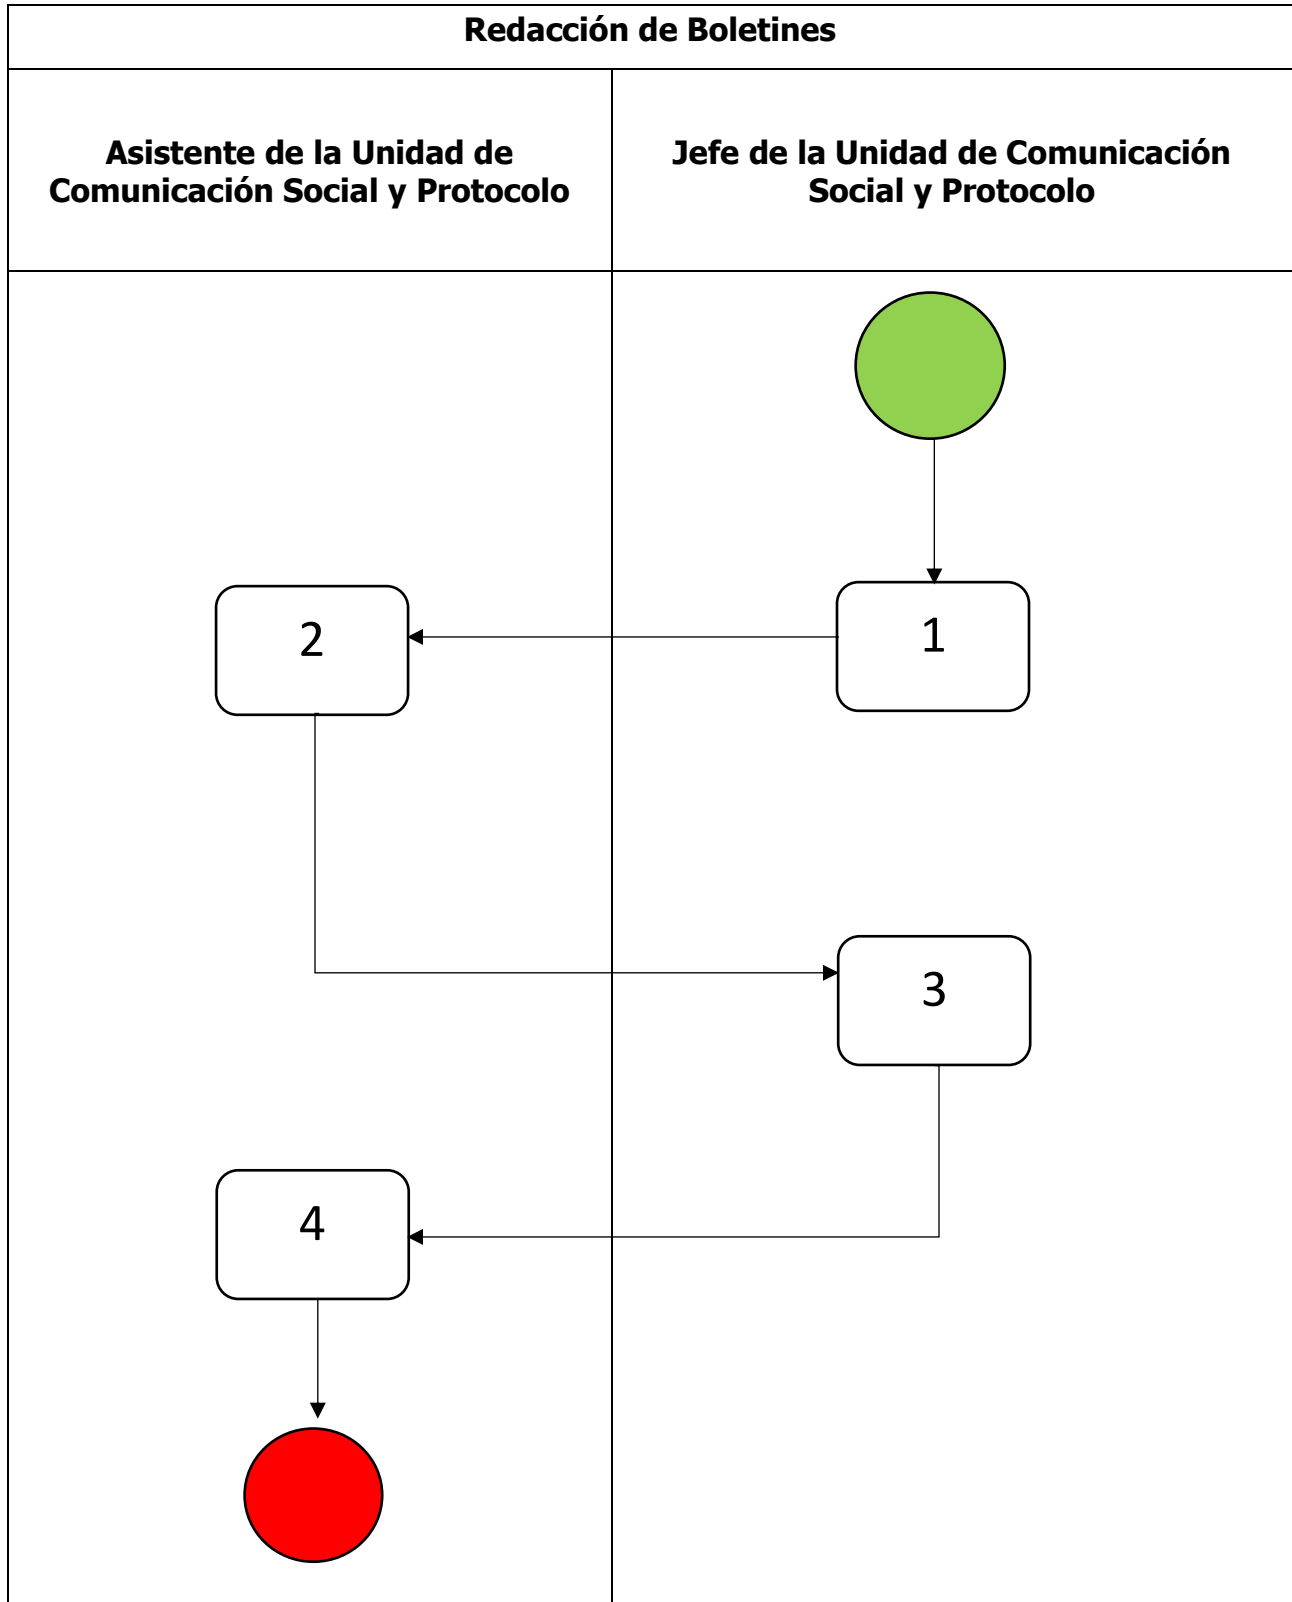 Redacción de Boletines
Asistente de la Unidad de
Comunicación Social y Protocolo
Jefe de la Unidad de Comunicación
Social y Protocolo
2
1
3
4